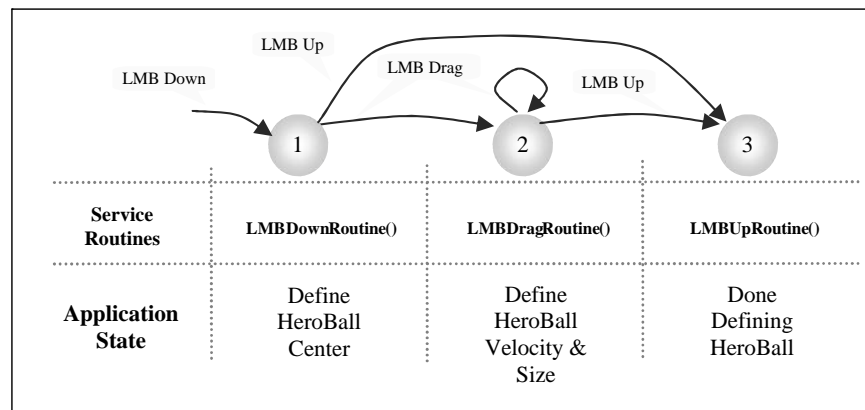 LMB Up
LMB Drag
LMB Down
LMB Up
1
2
3
Service
Routines
LMBDownRoutine()
LMBDragRoutine()
LMBUpRoutine()
Application
State
Define
HeroBall
Center
Define
HeroBall
Velocity &
Size
Done
Defining
HeroBall